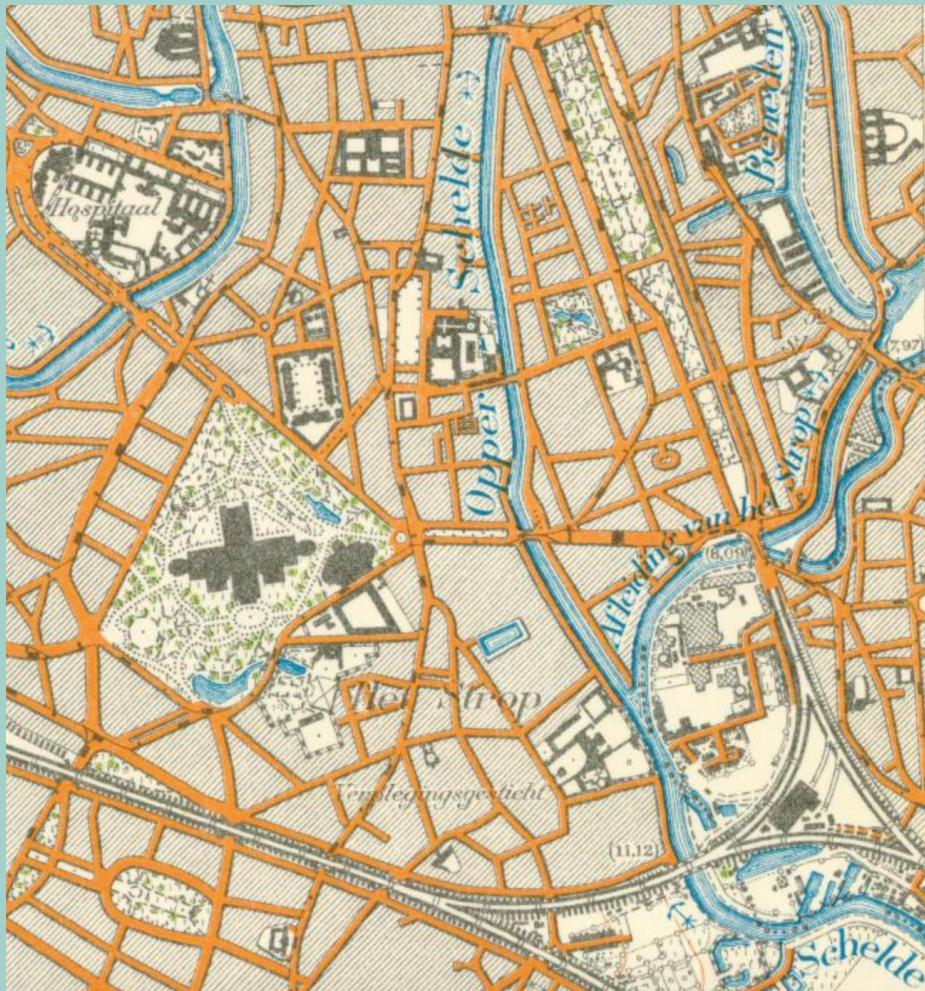 Beneden
Schelde
Hospitaal
(7,97)
Opper
Afleiding van het Strop
(8,09)
Het Strop
Verplegingsgesticht
(11,12)
Schelde